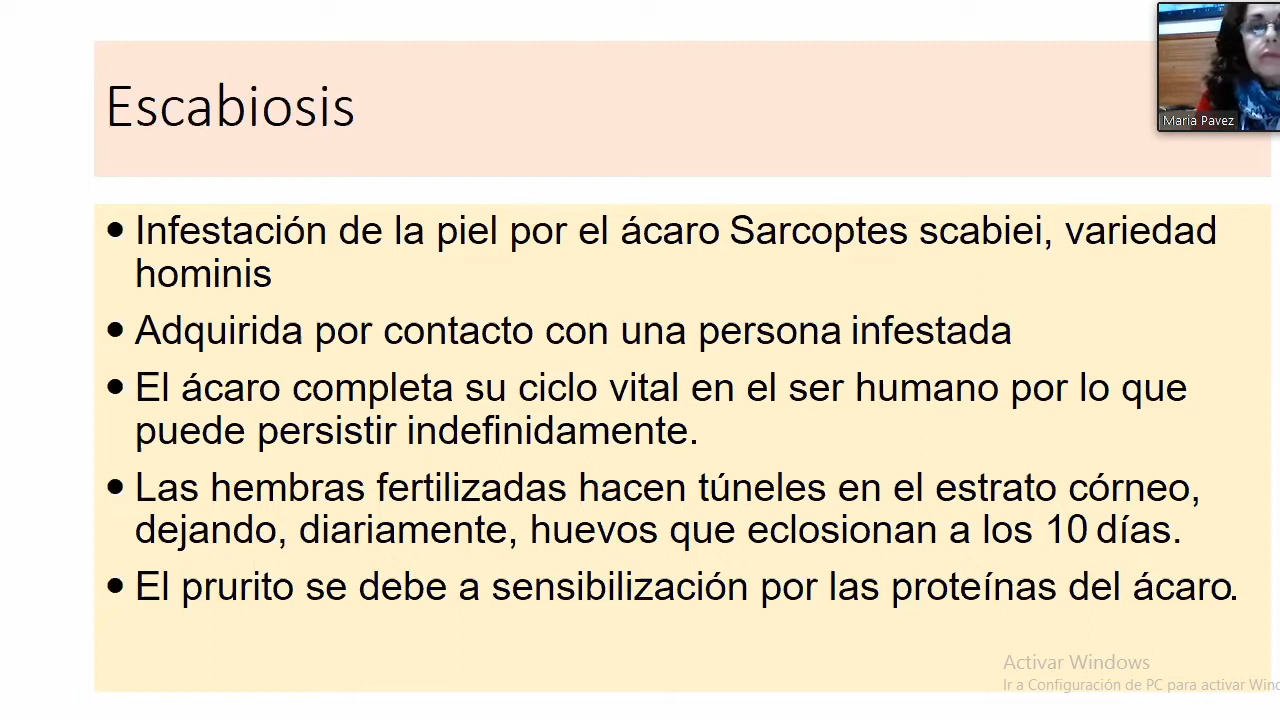 Escabiosis
Maria Pavez
• Infestación de la piel por el ácaro Sarcoptes scabiei, variedad
hominis
• Adquirida por contacto con una persona infestada
• El ácaro completa su ciclo vital en el ser humano por lo que
puede persistir indefinidamente.
• Las hembras fertilizadas hacen túneles en el estrato córneo,
dejando, diariamente, huevos que eclosionan a los 10 días.
• El prurito se debe a sensibilización por las proteínas del ácaro.
Activar Windows
Ir a Configuración de PC para activar Wind